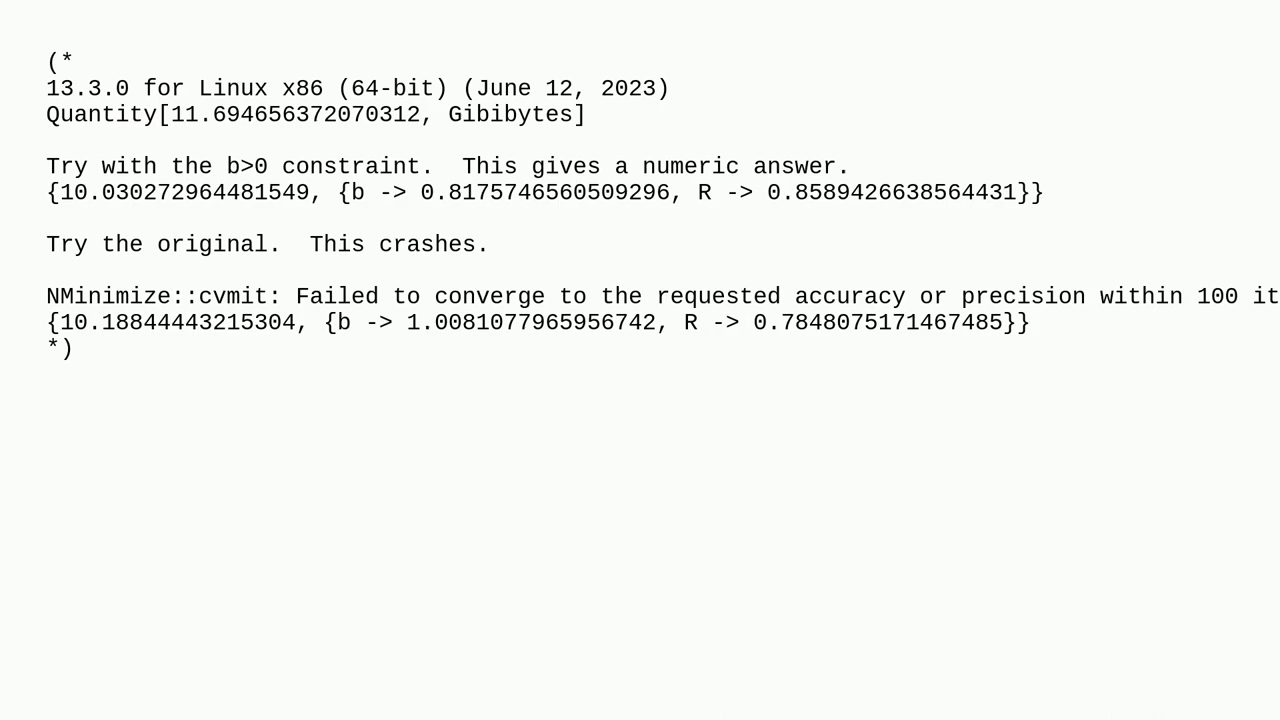 (*
13.3.0 for Linux x86 (64-bit) (June 12, 2023)
Quantity[11.694656372070312, Gibibytes]
Try with the b>0 constraint.  This gives a numeric answer.
{10.030272964481549, {b -> 0.8175746560509296, R -> 0.8589426638564431}}
Try the original.  This crashes.
NMinimize::cvmit: Failed to converge to the requested accuracy or precision within 100 it
{10.18844443215304, {b -> 1.0081077965956742, R -> 0.7848075171467485}}
*)